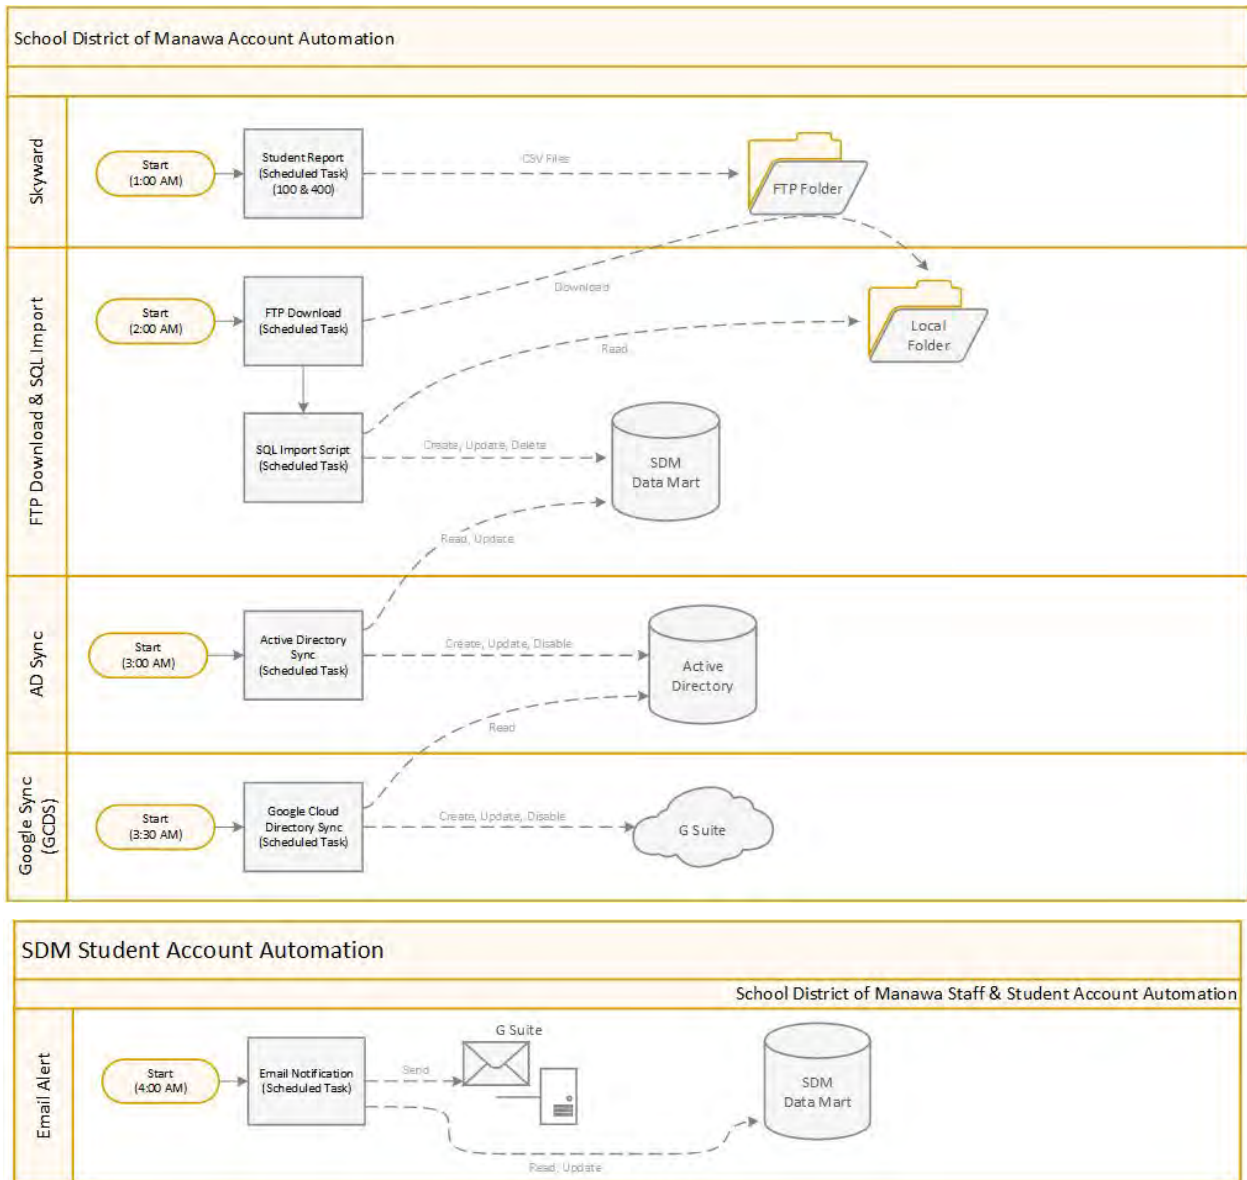 School District of Manawa Account Automation
Skyward
Start
(1:00 AM)
Student Report
(Scheduled Task)
(100 & 400)
CSV Files
FTP Folder
FTP Download & SQL Import
Start
(2:00 AM)
FTP Download
(Scheduled Task)
Download
Local
Folder
Read
SQL Import Script
(Scheduled Task)
Create, Update, Delete
SDM
Data Mart
Read, Update
AD Sync
Start
(3:00 AM)
Active Directory
Sync
(Scheduled Task)
Create, Update, Disable
Active
Directory
Read
Google Sync
(GCDS)
Start
(3:30 AM)
Google Cloud
Directory Sync
(Scheduled Task)
Create, Update, Disable
G Suite
SDM Student Account Automation
School District of Manawa Staff & Student Account Automation
Email Alert
Start
(4:00 AM)
Email Notification
(Scheduled Task)
Send
G Suite
SDM
Data Mart
Read, Update